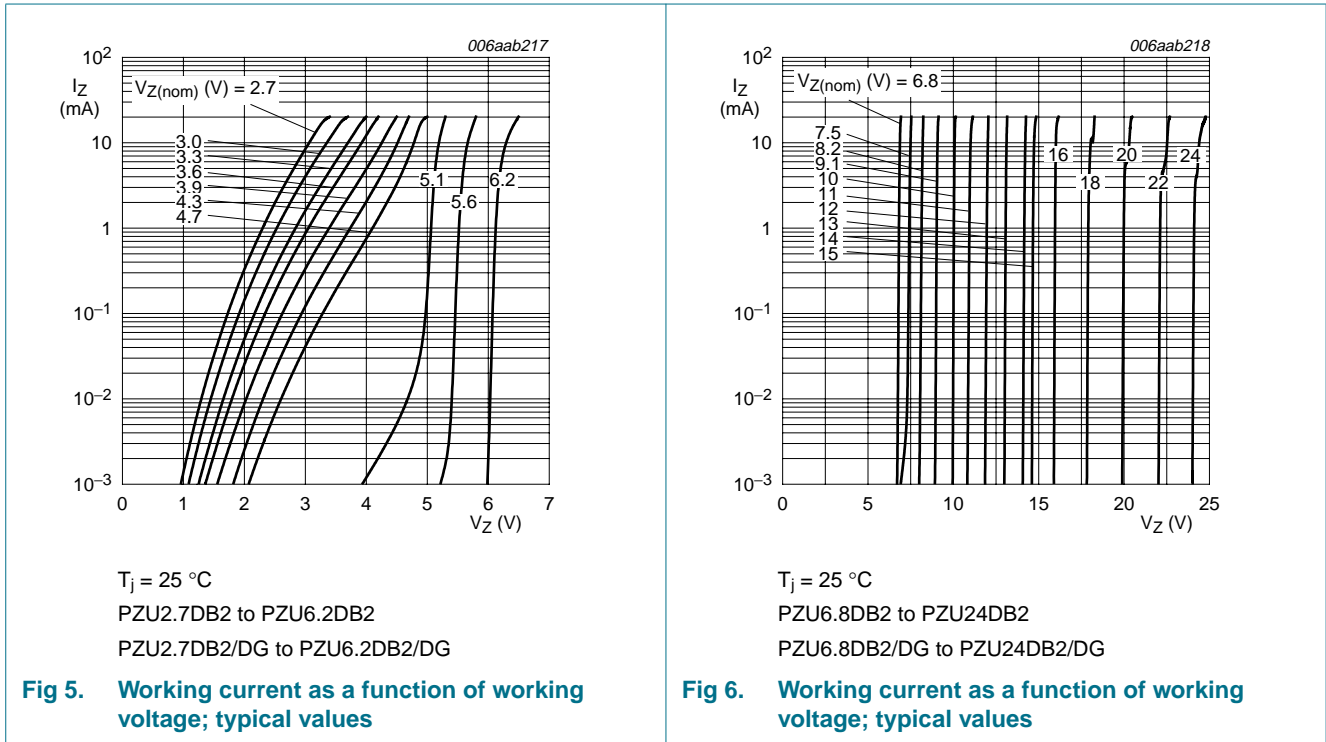 006aab217
10²
I_Z
(mA)
V_Z(nom) (V) = 2.7
10
3.0
3.3
3.6
3.9
4.3
4.7
5.1
5.6
6.2
1
10⁻¹
10⁻²
10⁻³
0 1 2 3 4 5 6 7
V_Z (V)
T_j = 25 °C
PZU2.7DB2 to PZU6.2DB2
PZU2.7DB2/DG to PZU6.2DB2/DG
Fig 5. Working current as a function of working
voltage; typical values
006aab218
10²
I_Z
(mA)
V_Z(nom) (V) = 6.8
10
7.5
8.2
9.1
10
11
12
13
14
15
16
18
20
22
24
1
10⁻¹
10⁻²
10⁻³
0 5 10 15 20 25
V_Z (V)
T_j = 25 °C
PZU6.8DB2 to PZU24DB2
PZU6.8DB2/DG to PZU24DB2/DG
Fig 6. Working current as a function of working
voltage; typical values